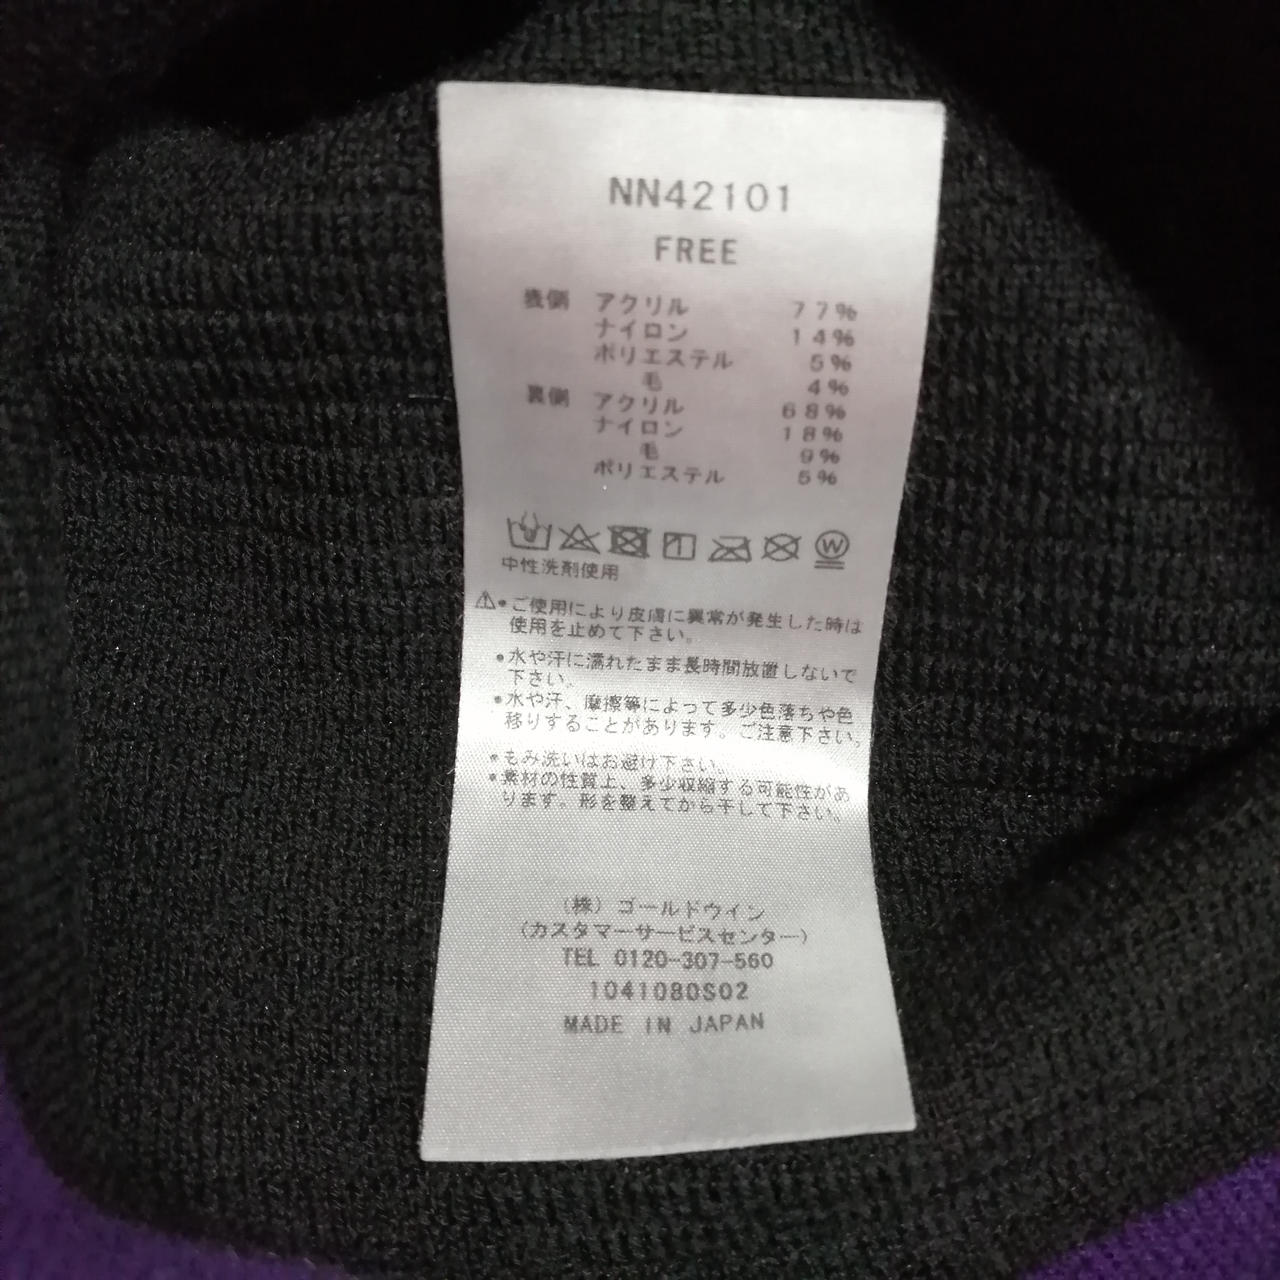 NN42101
FREE
表側 アクリル 77%
ナイロン 14%
ポリエステル 5%
毛 4%
裏側 アクリル 68%
ナイロン 18%
毛 9%
ポリエステル 5%
W
中性洗剤使用
⚠•ご使用により皮膚に異常が発生した時は
使用を止めて下さい。
•水や汗に濡れたまま長時間放置しないで
下さい。
•水や汗、摩擦等によって多少色落ちや色
移りすることがあります。ご注意下さい。
•もみ洗いはお避け下さい。
•素材の性質上、多少収縮する可能性があ
ります。形を整えてから干して下さい。
(株)ゴールドウイン
(カスタマーサービスセンター)
TEL 0120-307-560
1041080S02
MADE IN JAPAN